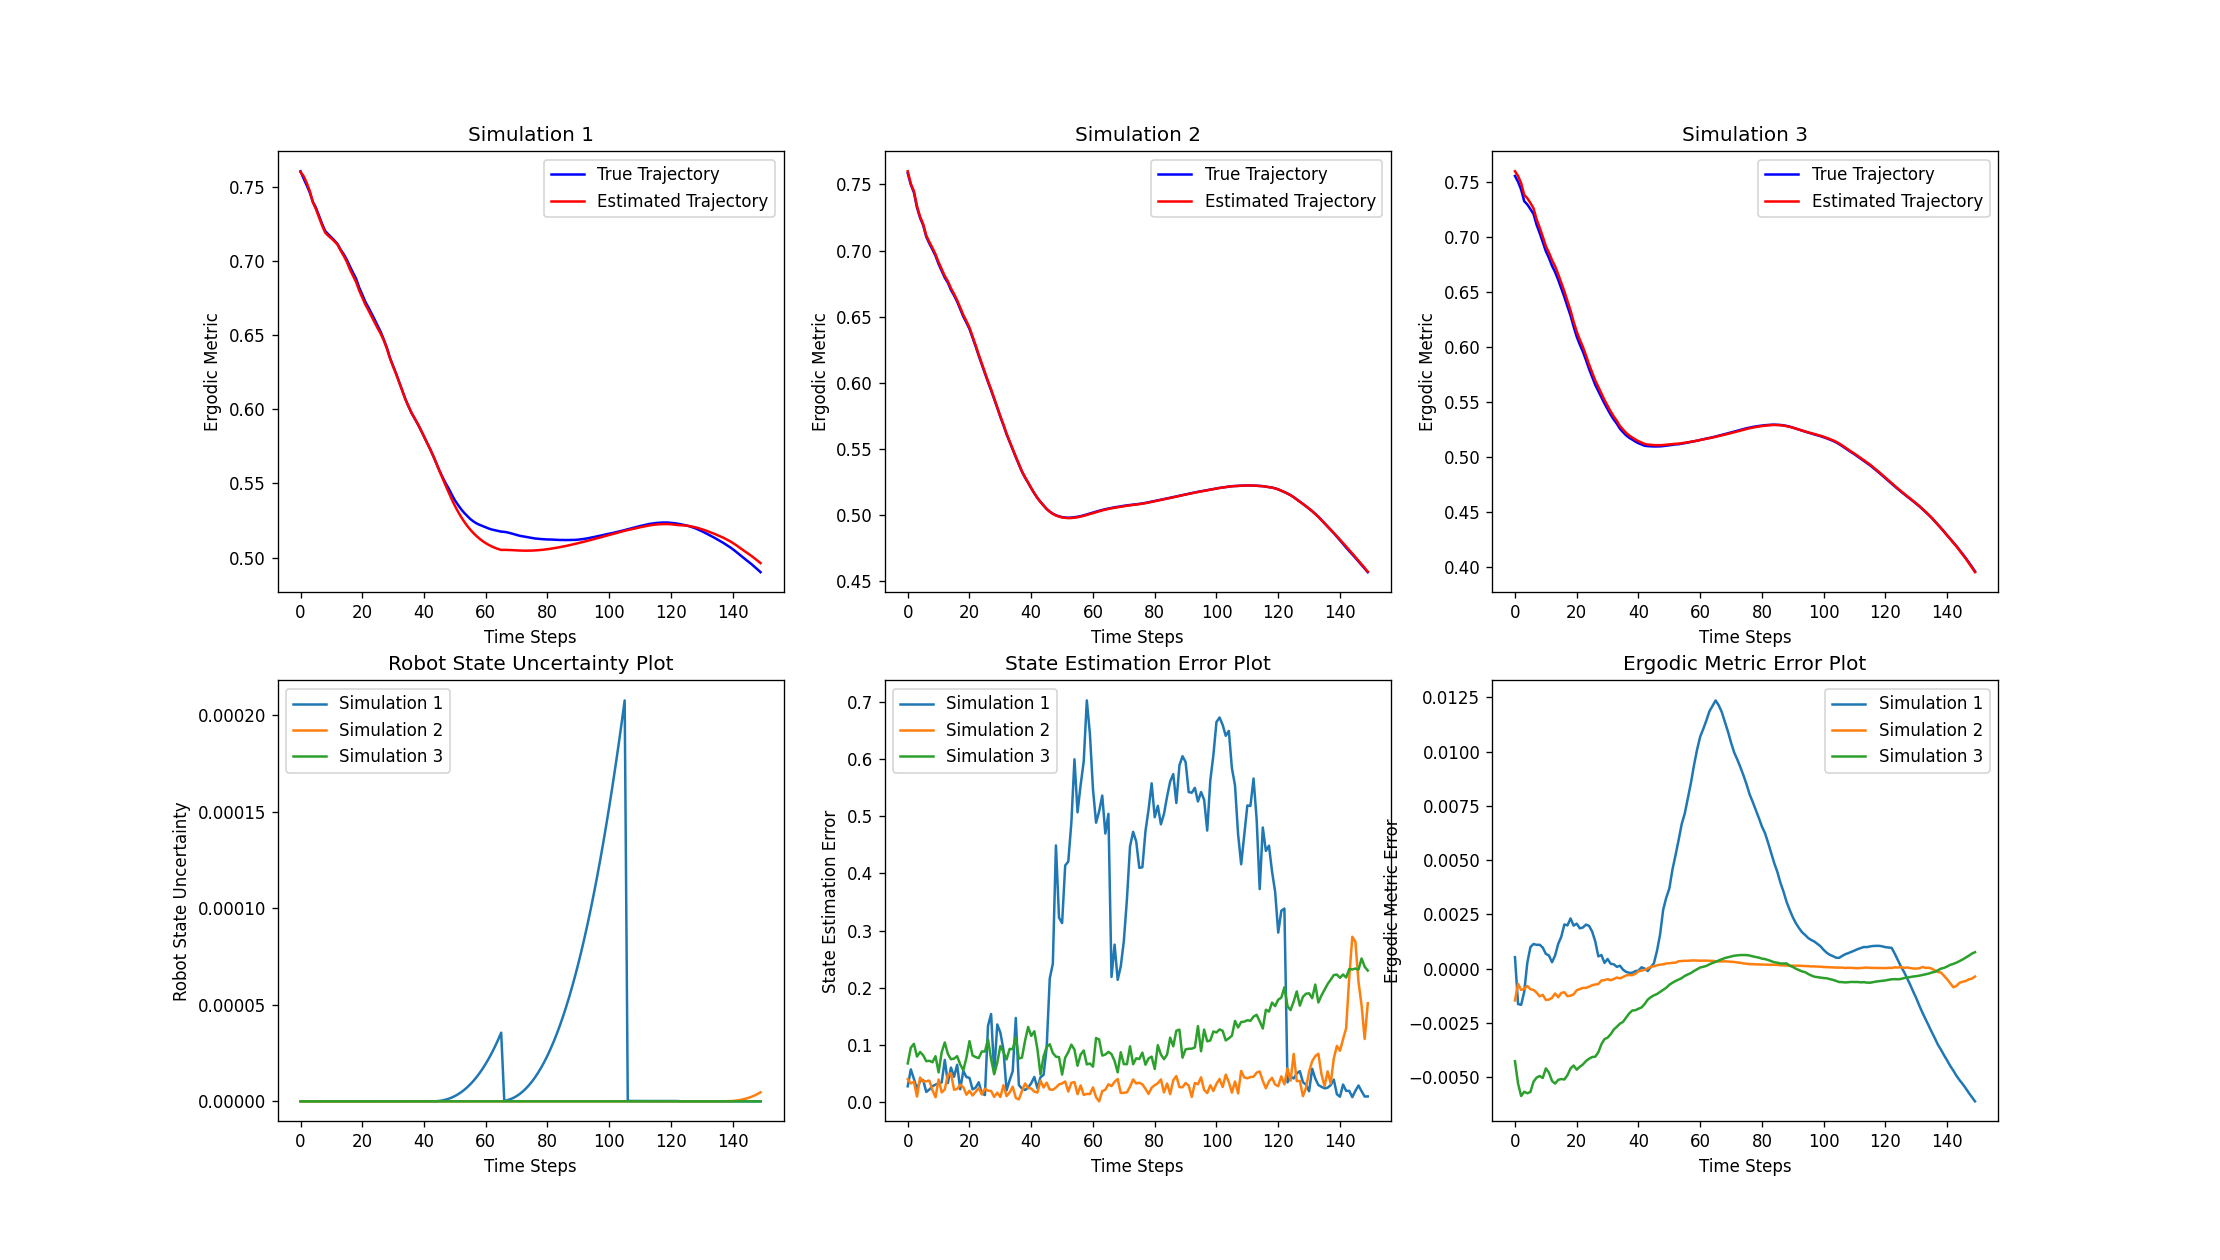 Simulation 1
True Trajectory
Estimated Trajectory
Ergodic Metric
0.75
0.70
0.65
0.60
0.55
0.50
0 20 40 60 80 100 120 140
Time Steps
Simulation 2
True Trajectory
Estimated Trajectory
Ergodic Metric
0.75
0.70
0.65
0.60
0.55
0.50
0.45
0 20 40 60 80 100 120 140
Time Steps
Simulation 3
True Trajectory
Estimated Trajectory
Ergodic Metric
0.75
0.70
0.65
0.60
0.55
0.50
0.45
0.40
0 20 40 60 80 100 120 140
Time Steps
Robot State Uncertainty Plot
Simulation 1
Simulation 2
Simulation 3
Robot State Uncertainty
0.00020
0.00015
0.00010
0.00005
0.00000
0 20 40 60 80 100 120 140
Time Steps
State Estimation Error Plot
Simulation 1
Simulation 2
Simulation 3
State Estimation Error
0.7
0.6
0.5
0.4
0.3
0.2
0.1
0.0
0 20 40 60 80 100 120 140
Time Steps
Ergodic Metric Error Plot
Simulation 1
Simulation 2
Simulation 3
Ergodic Metric Error
0.0125
0.0100
0.0075
0.0050
0.0025
0.0000
−0.0025
−0.0050
0 20 40 60 80 100 120 140
Time Steps